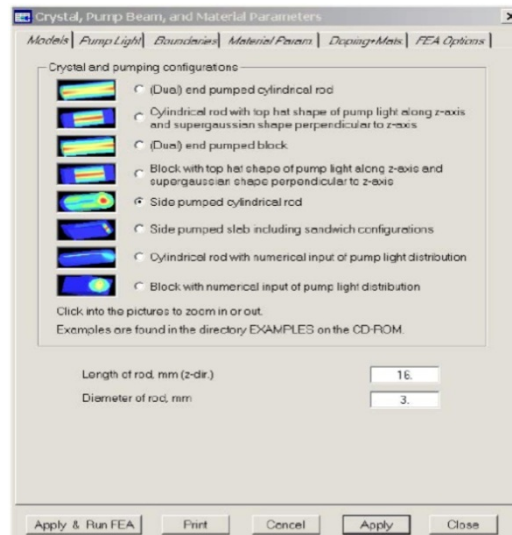 Crystal, Pump Beam, and Material Parameters
Models Pump Light Boundaries Material Param Doping+Mats. FEA Options
Crystal and pumping configurations
(Dual) end pumped cylindrical rod
Cylindrical rod with top hat shape of pump light along z-axis
and supergaussian shape perpendicular to z-axis
(Dual) end pumped block
Block with top hat shape of pump light along z-axis and
supergaussian shape perpendicular to z-axis
Side pumped cylindrical rod
Side pumped slab including sandwich configurations
Cylindrical rod with numerical input of pump light distribution
Block with numerical input of pump light distribution
Click into the pictures to zoom in or out.
Examples are found in the directory EXAMPLES on the CD-ROM.
Length of rod, mm (z-dir.) 16.
Diameter of rod, mm 3.
Apply & Run FEA Print Cancel Apply Close